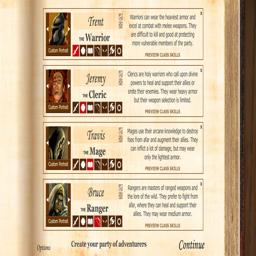 Trent
THE Warrior
Custom Portrait
Warriors can wear the heaviest armor and
excel at combat with melee weapons. They
are difficult to kill and good at protecting
more vulnerable members of the party.
PREVIEW CLASS SKILLS
x
Jeremy
THE Cleric
Custom Portrait
Clerics are holy warriors who call upon divine
powers to heal and support their allies or
smite their enemies. They wear heavy armor
but their weapon selection is limited.
PREVIEW CLASS SKILLS
x
Travis
THE Mage
Custom Portrait
Mages use their arcane knowledge to destroy
foes from afar and augment their allies. They
can inflict a lot of damage, but may wear
only the lightest armor.
PREVIEW CLASS SKILLS
x
Bruce
THE Ranger
Custom Portrait
Rangers are masters of ranged weapons and
the lore of the wild. They prefer to fight from
afar, where they can heal and support their
allies. They may wear medium armor.
PREVIEW CLASS SKILLS
x
Options
Create your party of adventurers
Continue